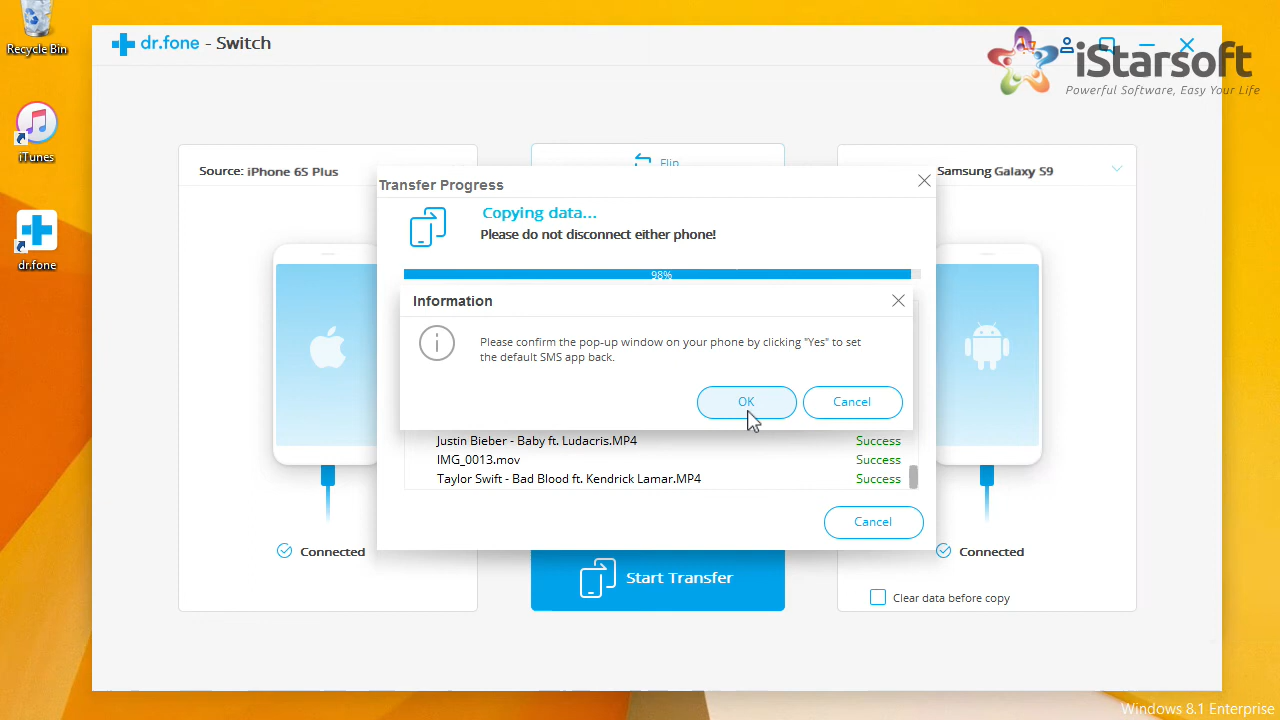 Recycle Bin
iTunes
dr.fone
dr.fone - Switch
iStarsoft
Powerful Software, Easy Your Life
Source: iPhone 6S Plus
Flip
Samsung Galaxy S9
Transfer Progress
Copying data...
Please do not disconnect either phone!
98%
Information
Please confirm the pop-up window on your phone by clicking "Yes" to set
the default SMS app back.
OK
Cancel
Justin Bieber - Baby ft. Ludacris.MP4 Success
IMG_0013.mov Success
Taylor Swift - Bad Blood ft. Kendrick Lamar.MP4 Success
Cancel
Connected
Start Transfer
Connected
Clear data before copy
Windows 8.1 Enterprise